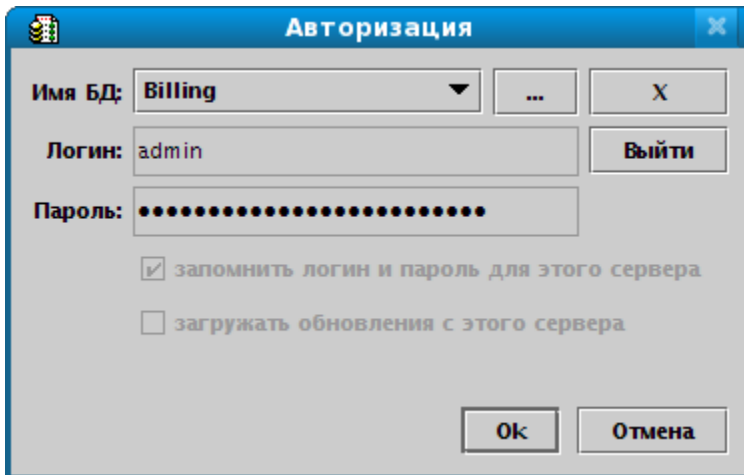 Авторизация
Имя БД: Billing ... X
Логин: admin Выйти
Пароль: •••••••••••••••••••••••••
запомнить логин и пароль для этого сервера
загружать обновления с этого сервера
Ok Отмена